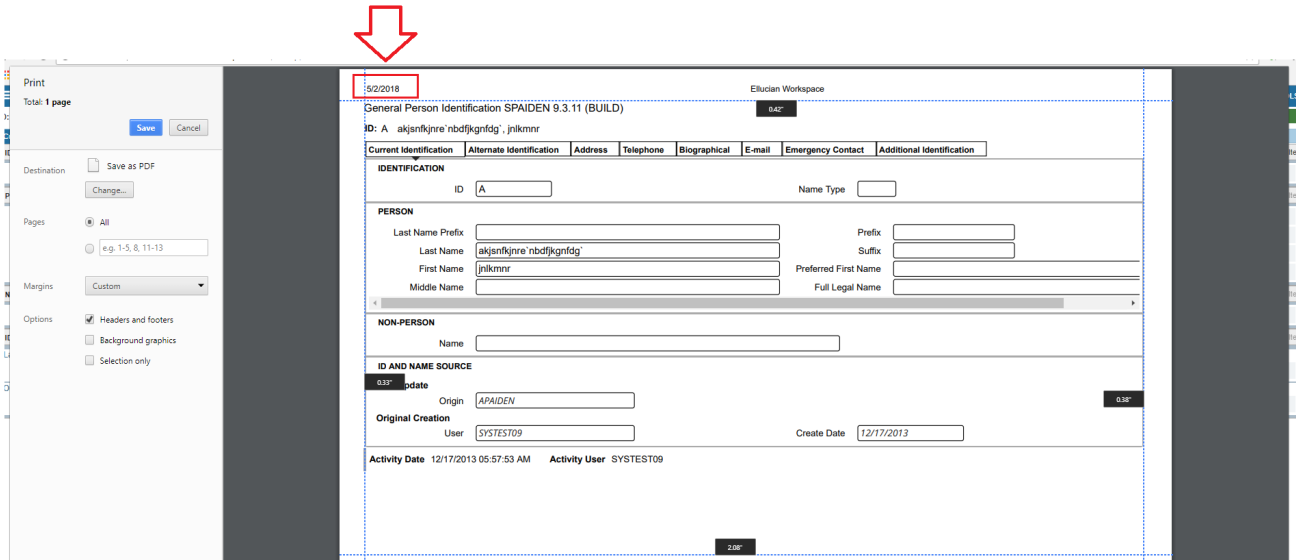 Print
Total: 1 page
Save Cancel
Destination Save as PDF
Change...
Pages All
e.g. 1-5, 8, 11-13
Margins Custom
Options Headers and footers
Background graphics
Selection only
5/2/2018 Ellucian Workspace
General Person Identification SPAIDEN 9.3.11 (BUILD)
0.42"
ID: A akjsnfkjnre`nbdfjkgnfdg`, jnlkmnr
Current Identification Alternate Identification Address Telephone Biographical E-mail Emergency Contact Additional Identification
IDENTIFICATION
ID A Name Type
PERSON
Last Name Prefix Prefix
Last Name akjsnfkjnre`nbdfjkgnfdg` Suffix
First Name jnlkmnr Preferred First Name
Middle Name Full Legal Name
NON-PERSON
Name
ID AND NAME SOURCE
0.33" pdate
Origin APAIDEN 0.38"
Original Creation
User SYSTEST09 Create Date 12/17/2013
Activity Date 12/17/2013 05:57:53 AM Activity User SYSTEST09
2.08"